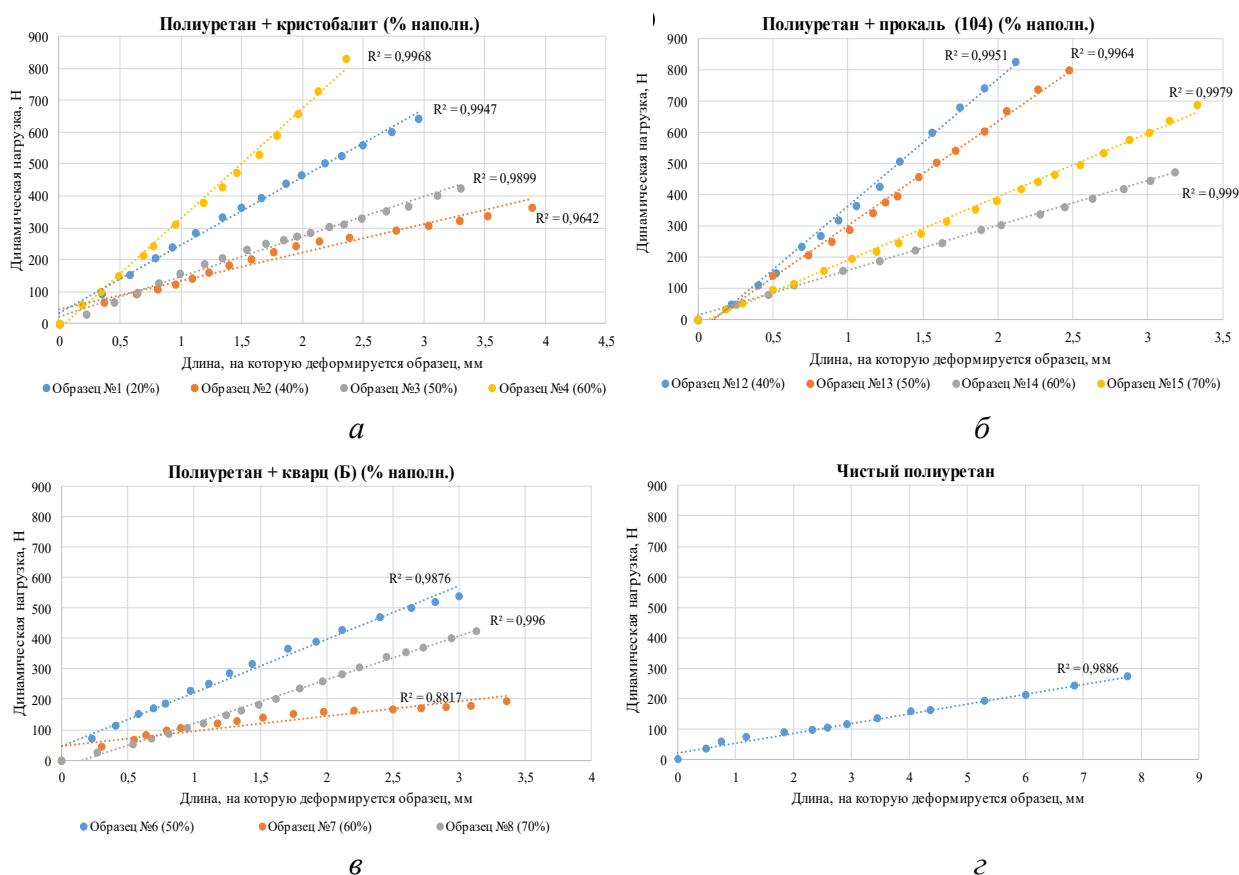 Полиуретан + кристобалит (% наполн.)
900
800
700
600
500
400
300
200
100
0
Динамическая нагрузка, Н
R² = 0,9968
R² = 0,9947
R² = 0,9899
R² = 0,9642
0 0,5 1 1,5 2 2,5 3 3,5 4 4,5
Длина, на которую деформируется образец, мм
Образец №1 (20%) Образец №2 (40%) Образец №3 (50%) Образец №4 (60%)
а
Полиуретан + прокаль (104) (% наполн.)
900
800
700
600
500
400
300
200
100
0
Динамическая нагрузка, Н
R² = 0,9951
R² = 0,9964
R² = 0,9979
R² = 0,999
0 0,5 1 1,5 2 2,5 3 3,5
Длина, на которую деформируется образец, мм
Образец №12 (40%) Образец №13 (50%) Образец №14 (60%) Образец №15 (70%)
б
Полиуретан + кварц (Б) (% наполн.)
900
800
700
600
500
400
300
200
100
0
Динамическая нагрузка, Н
R² = 0,9876
R² = 0,996
R² = 0,8817
0 0,5 1 1,5 2 2,5 3 3,5 4
Длина, на которую деформируется образец, мм
Образец №6 (50%) Образец №7 (60%) Образец №8 (70%)
в
Чистый полиуретан
900
800
700
600
500
400
300
200
100
0
Динамическая нагрузка, Н
R² = 0,9886
0 1 2 3 4 5 6 7 8 9
Длина, на которую деформируется образец, мм
г